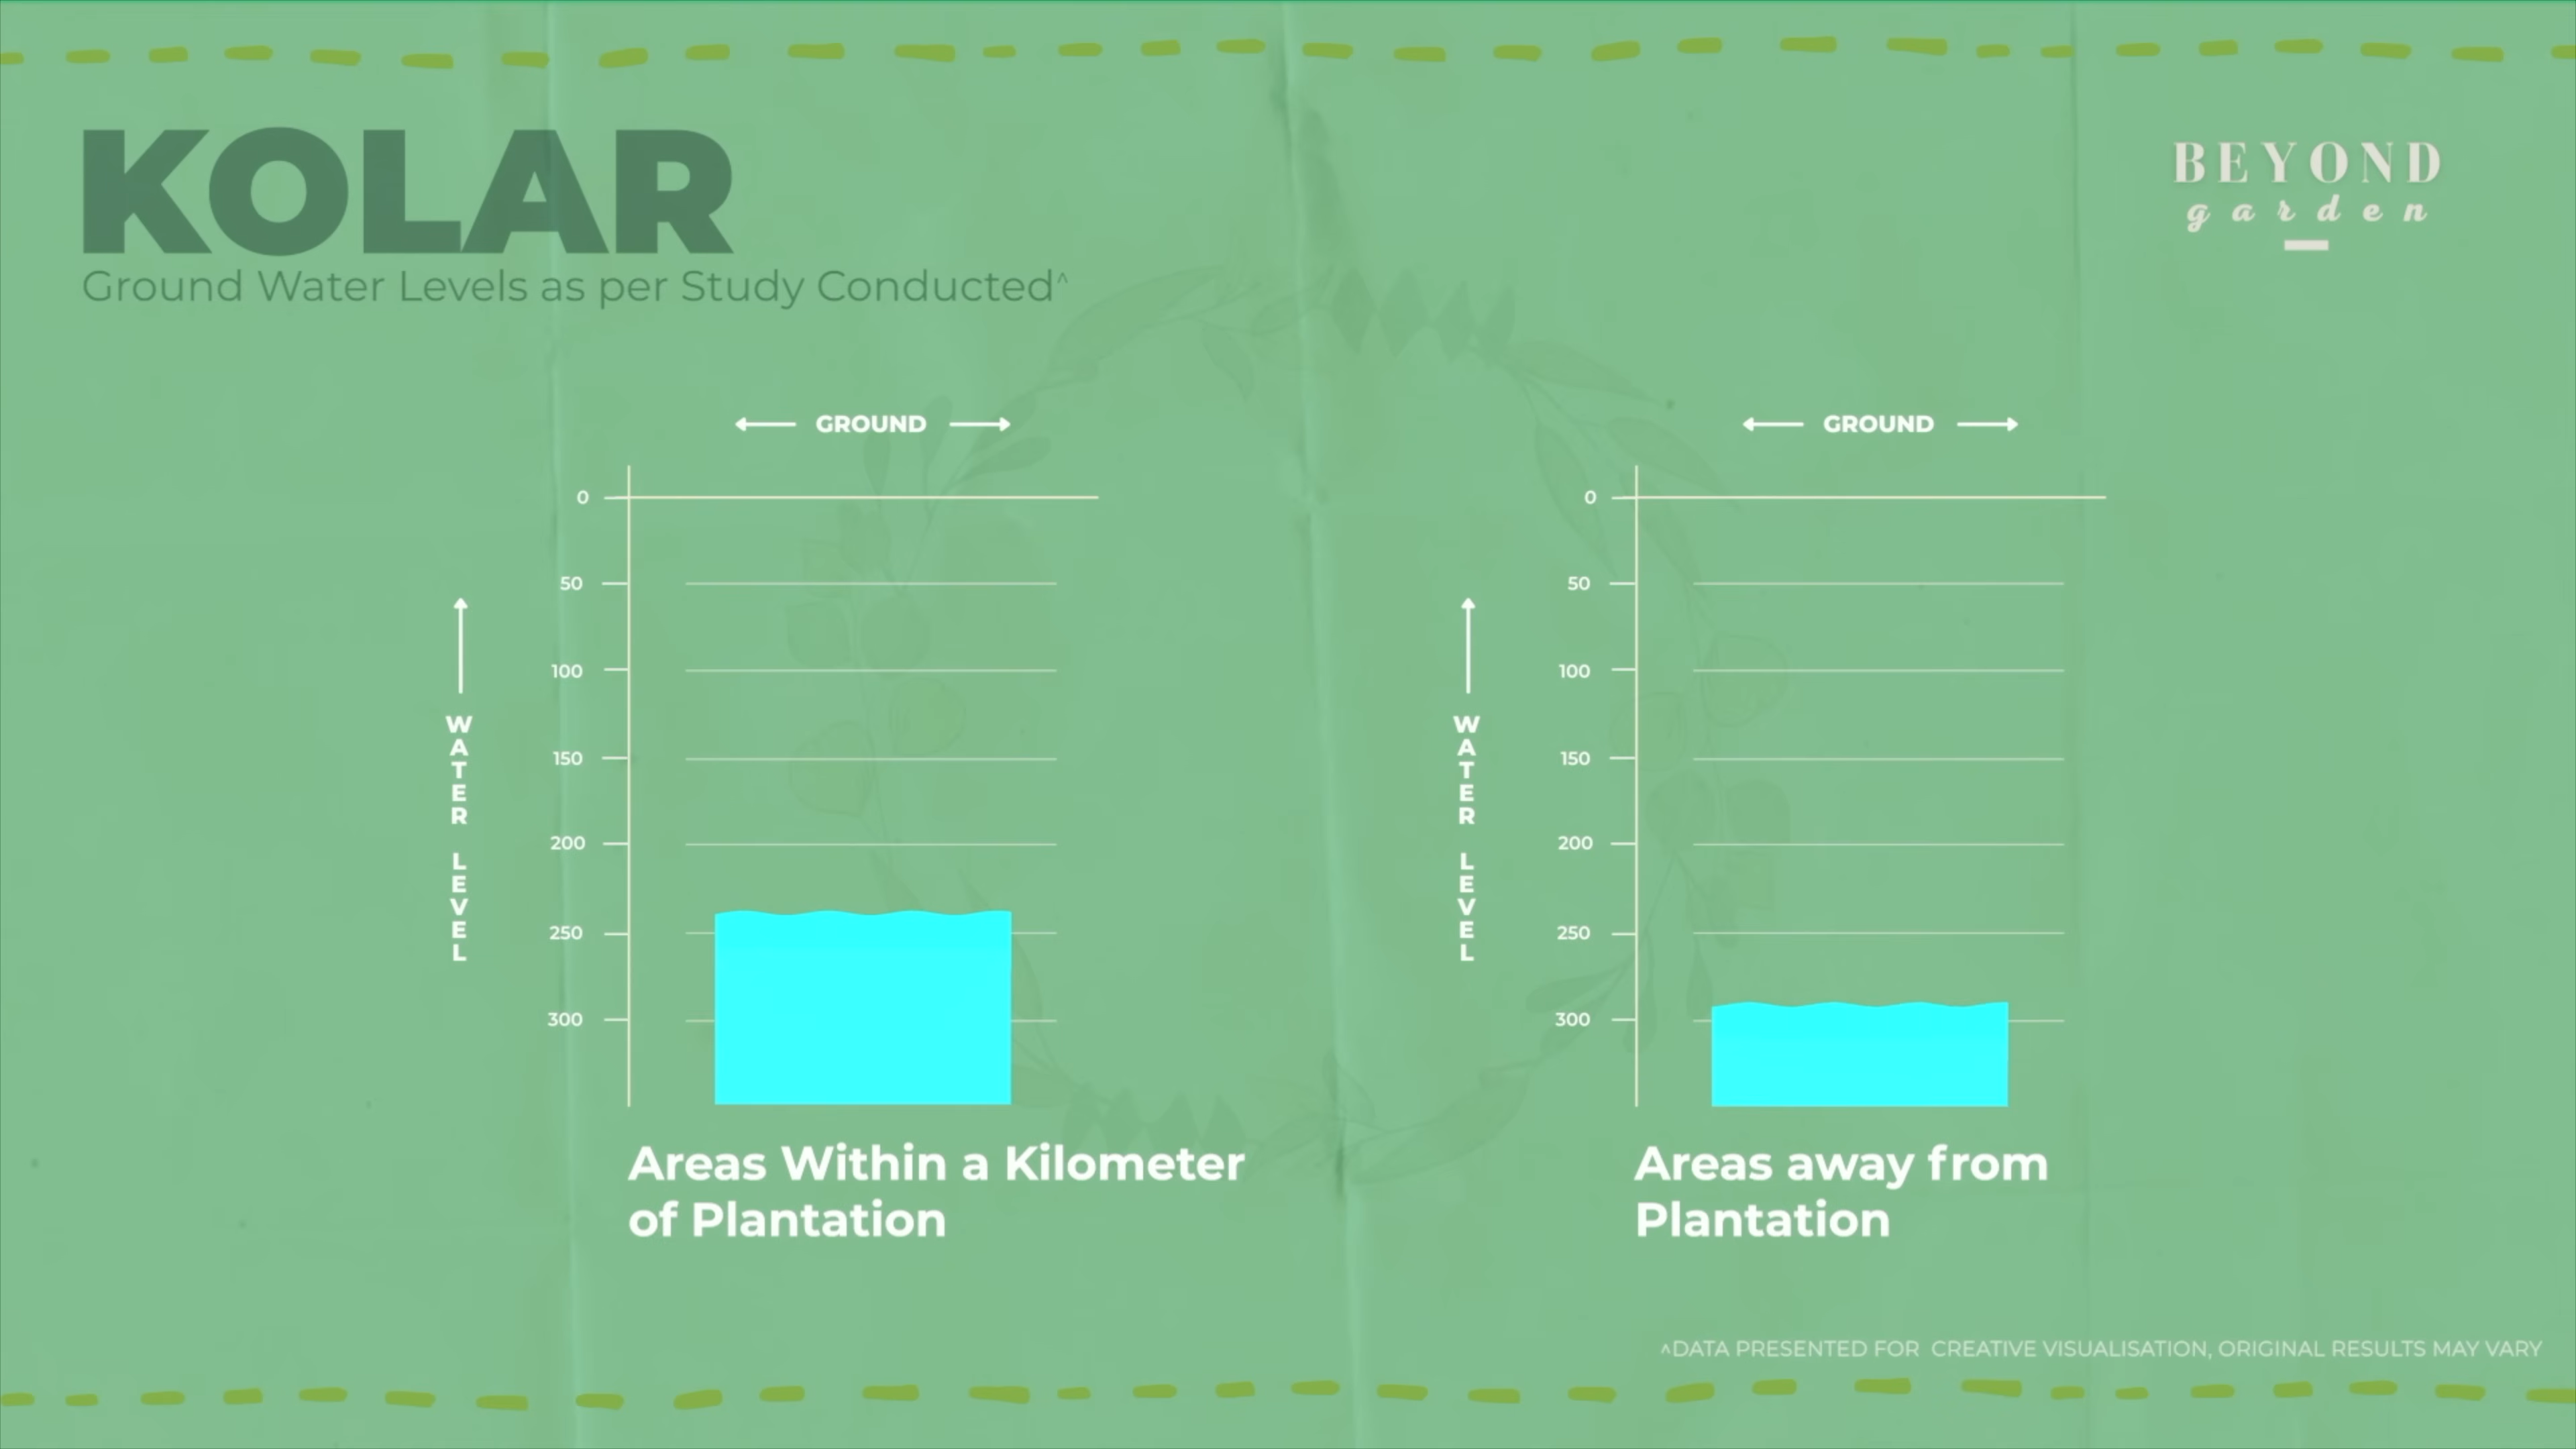 KOLAR
Ground Water Levels as per Study Conducted^
BEYOND
garden
GROUND
0
50
100
150
200
250
300
WATER LEVEL
Areas Within a Kilometer
of Plantation
GROUND
0
50
100
150
200
250
300
WATER LEVEL
Areas away from
Plantation
^DATA PRESENTED FOR CREATIVE VISUALISATION, ORIGINAL RESULTS MAY VARY